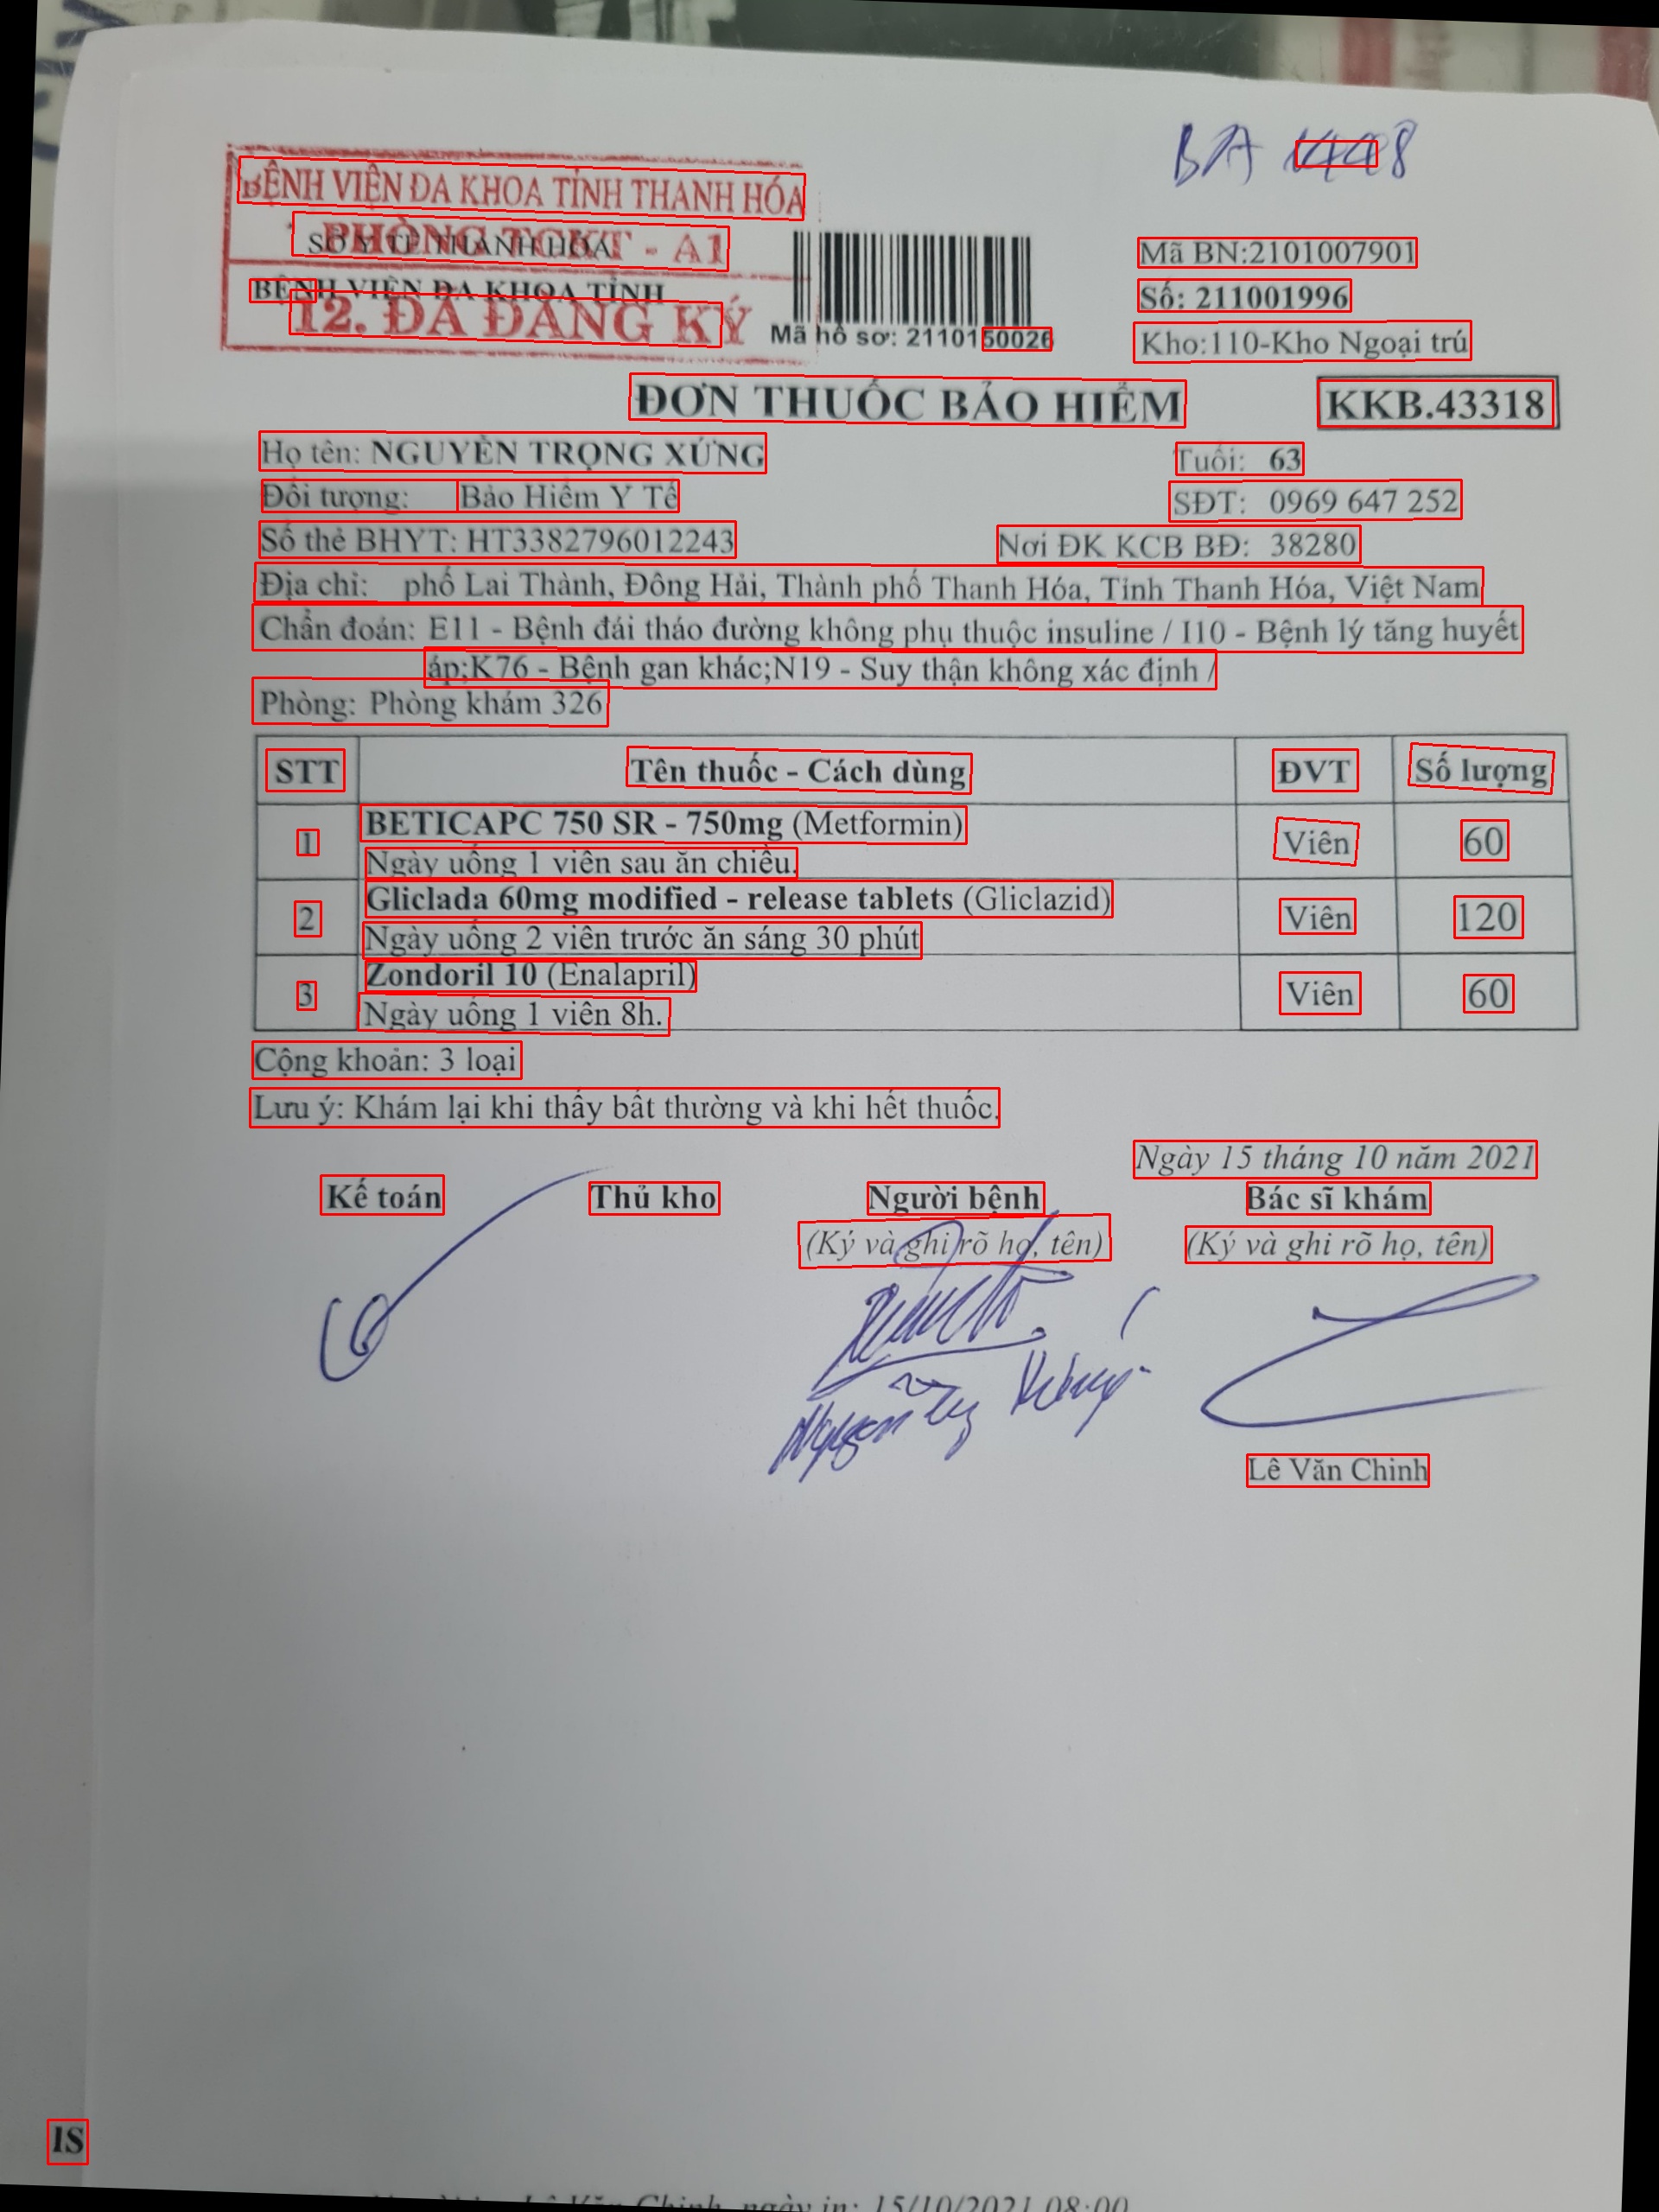 BA 1448
BỆNH VIỆN ĐA KHOA TỈNH THANH HÓA
PHÒNG TCKT - A1
SỞ Y TẾ THANH HÓA
Mã BN:2101007901
BỆNH VIỆN ĐA KHOA TỈNH
Số: 211001996
12. ĐÃ ĐĂNG KÝ
Mã hồ sơ: 2110150026
Kho:110-Kho Ngoại trú
ĐƠN THUỐC BẢO HIỂM KKB.43318
Họ tên: NGUYỄN TRỌNG XỨNG Tuổi: 63
Đối tượng: Bảo Hiểm Y Tế SĐT: 0969 647 252
Số thẻ BHYT: HT3382796012243 Nơi ĐK KCB BĐ: 38280
Địa chỉ: phố Lai Thành, Đông Hải, Thành phố Thanh Hóa, Tỉnh Thanh Hóa, Việt Nam
Chẩn đoán: E11 - Bệnh đái tháo đường không phụ thuộc insuline / I10 - Bệnh lý tăng huyết
áp;K76 - Bệnh gan khác;N19 - Suy thận không xác định /
Phòng: Phòng khám 326
STT Tên thuốc - Cách dùng ĐVT Số lượng
1 BETICAPC 750 SR - 750mg (Metformin) Viên 60
Ngày uống 1 viên sau ăn chiều.
2 Gliclada 60mg modified - release tablets (Gliclazid) Viên 120
Ngày uống 2 viên trước ăn sáng 30 phút
3 Zondoril 10 (Enalapril) Viên 60
Ngày uống 1 viên 8h.
Cộng khoản: 3 loại
Lưu ý: Khám lại khi thấy bất thường và khi hết thuốc.
Ngày 15 tháng 10 năm 2021
Kế toán Thủ kho Người bệnh Bác sĩ khám
(Ký và ghi rõ họ, tên) (Ký và ghi rõ họ, tên)
Lê Văn Chinh
IS
Lê Văn Chinh, ngày in: 15/10/2021 08:00